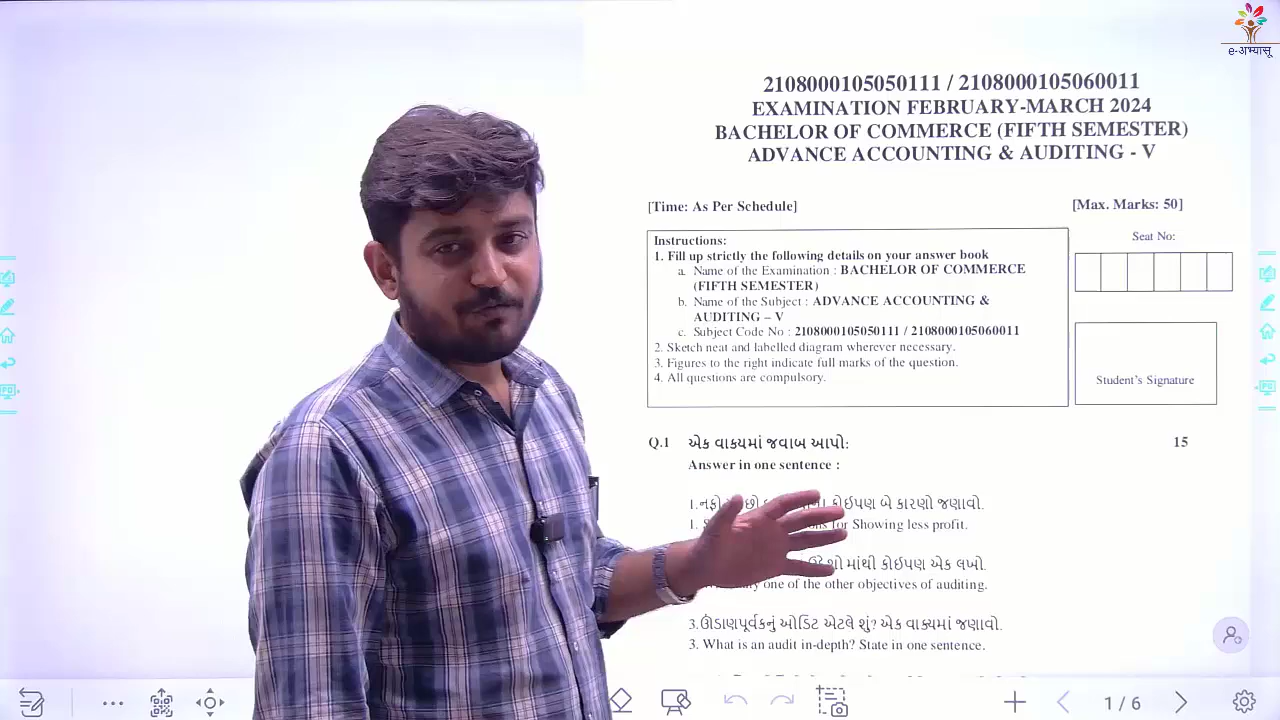 e-अभ्यासू
2108000105050111 / 2108000105060011
EXAMINATION FEBRUARY-MARCH 2024
BACHELOR OF COMMERCE (FIFTH SEMESTER)
ADVANCE ACCOUNTING & AUDITING - V
[Time: As Per Schedule]
[Max. Marks: 50]
Instructions:
1. Fill up strictly the following details on your answer book
a. Name of the Examination : BACHELOR OF COMMERCE
(FIFTH SEMESTER)
b. Name of the Subject : ADVANCE ACCOUNTING &
AUDITING – V
c. Subject Code No : 2108000105050111 / 2108000105060011
2. Sketch neat and labelled diagram wherever necessary.
3. Figures to the right indicate full marks of the question.
4. All questions are compulsory.
Seat No:
Student's Signature
Q.1 એક વાક્યમાં જવાબ આપો: 15
Answer in one sentence :
1. નફો કોઈપણ બે કારણો જણાવો.
1. for Showing less profit.
માંથી કોઈપણ એક લખો.
one of the other objectives of auditing.
3. ઊંડાણપૂર્વકનું ઓડિટ એટલે શું? એક વાક્યમાં જણાવો.
3. What is an audit in-depth? State in one sentence.
1 / 6